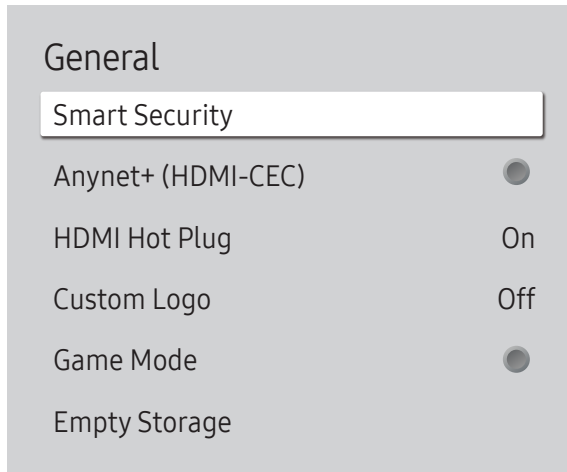 General
Smart Security
Anynet+ (HDMI-CEC)
HDMI Hot Plug On
Custom Logo Off
Game Mode
Empty Storage